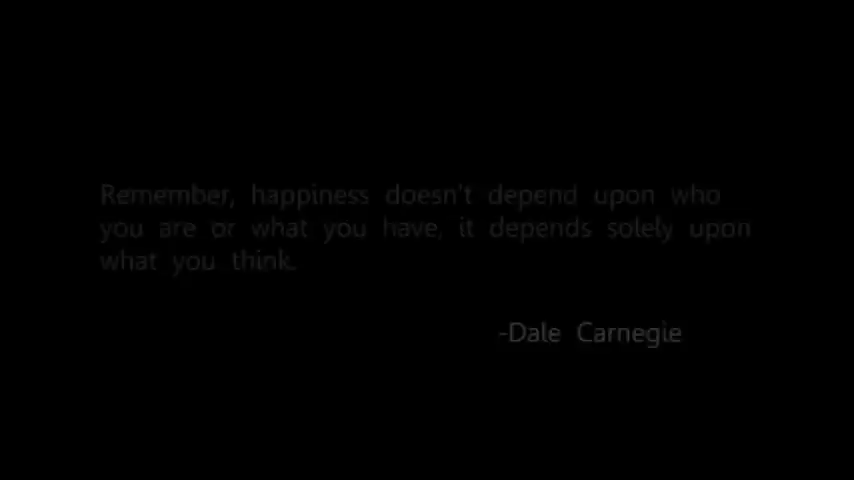 Remember, happiness doesn't depend upon who
you are or what you have, it depends solely upon
what you think.
-Dale Carnegie